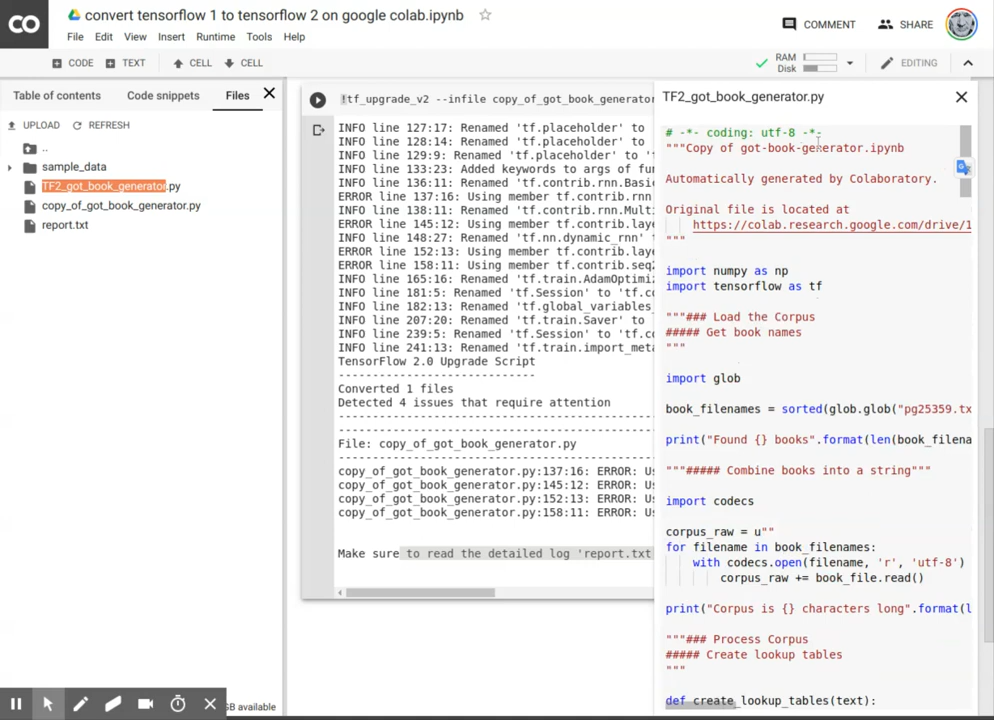 CO
convert tensorflow 1 to tensorflow 2 on google colab.ipynb
COMMENT
SHARE
File Edit View Insert Runtime Tools Help
CODE TEXT CELL CELL
RAM
Disk
EDITING
Table of contents Code snippets Files
UPLOAD REFRESH
..
sample_data
TF2_got_book_generator.py
copy_of_got_book_generator.py
report.txt
GB available
!tf_upgrade_v2 --infile copy_of_got_book_generator
INFO line 127:17: Renamed 'tf.placeholder' to
INFO line 128:14: Renamed 'tf.placeholder' to
INFO line 129:9: Renamed 'tf.placeholder' to '
INFO line 133:23: Added keywords to args of fu
INFO line 136:11: Renamed 'tf.contrib.rnn.Basi
ERROR line 137:16: Using member tf.contrib.rnn
INFO line 138:11: Renamed 'tf.contrib.rnn.Mult
ERROR line 145:12: Using member tf.contrib.lay
INFO line 148:27: Renamed 'tf.nn.dynamic_rnn'
ERROR line 152:13: Using member tf.contrib.lay
ERROR line 158:11: Using member tf.contrib.seq
INFO line 165:16: Renamed 'tf.train.AdamOptimi
INFO line 181:5: Renamed 'tf.Session' to 'tf.c
INFO line 182:13: Renamed 'tf.global_variables
INFO line 207:20: Renamed 'tf.train.Saver' to
INFO line 239:5: Renamed 'tf.Session' to 'tf.c
INFO line 241:13: Renamed 'tf.train.import_met
TensorFlow 2.0 Upgrade Script
-----------------------------
Converted 1 files
Detected 4 issues that require attention
File: copy_of_got_book_generator.py
copy_of_got_book_generator.py:137:16: ERROR: U
copy_of_got_book_generator.py:145:12: ERROR: U
copy_of_got_book_generator.py:152:13: ERROR: U
copy_of_got_book_generator.py:158:11: ERROR: U
Make sure to read the detailed log 'report.txt
TF2_got_book_generator.py
# -*- coding: utf-8 -*-
"""Copy of got-book-generator.ipynb
Automatically generated by Colaboratory.
Original file is located at
https://colab.research.google.com/drive/1
"""
import numpy as np
import tensorflow as tf
"""### Load the Corpus
##### Get book names
"""
import glob
book_filenames = sorted(glob.glob("pg25359.tx
print("Found {} books".format(len(book_filena
"""##### Combine books into a string"""
import codecs
corpus_raw = u""
for filename in book_filenames:
with codecs.open(filename, 'r', 'utf-8')
corpus_raw += book_file.read()
print("Corpus is {} characters long".format(l
"""### Process Corpus
##### Create lookup tables
"""
def create_lookup_tables(text):